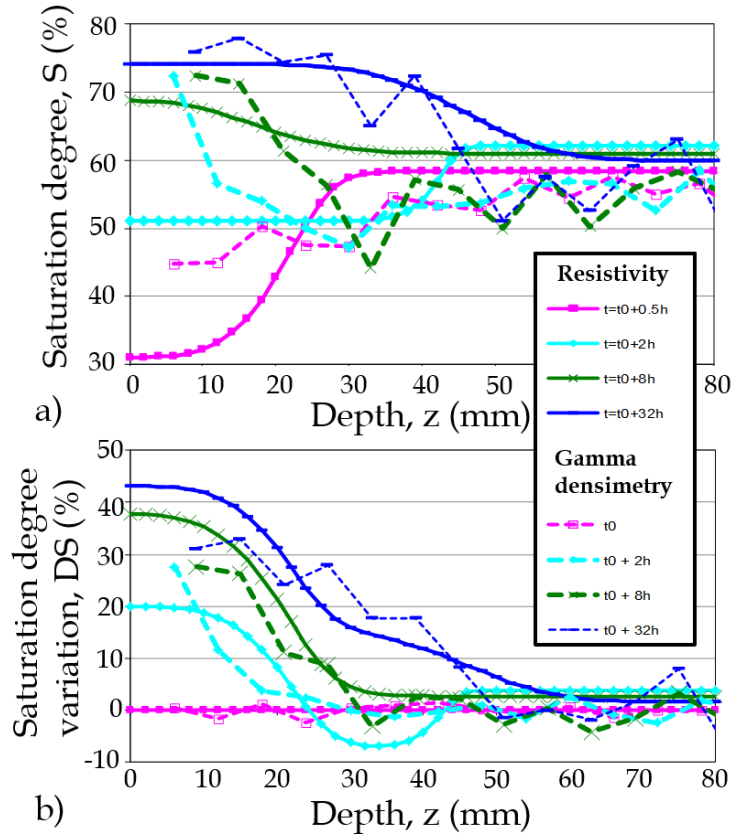 80
70
60
50
40
30
Saturation degree, S (%)
0 10 20 30 40 50 60 70 80
Depth, z (mm)
a)
Resistivity
t=t0+0.5h
t=t0+2h
t=t0+8h
t=t0+32h
Gamma
densimetry
t0
t0 + 2h
t0 + 8h
t0 + 32h
50
40
30
20
10
0
-10
Saturation degree
variation, DS (%)
0 10 20 30 40 50 60 70 80
Depth, z (mm)
b)